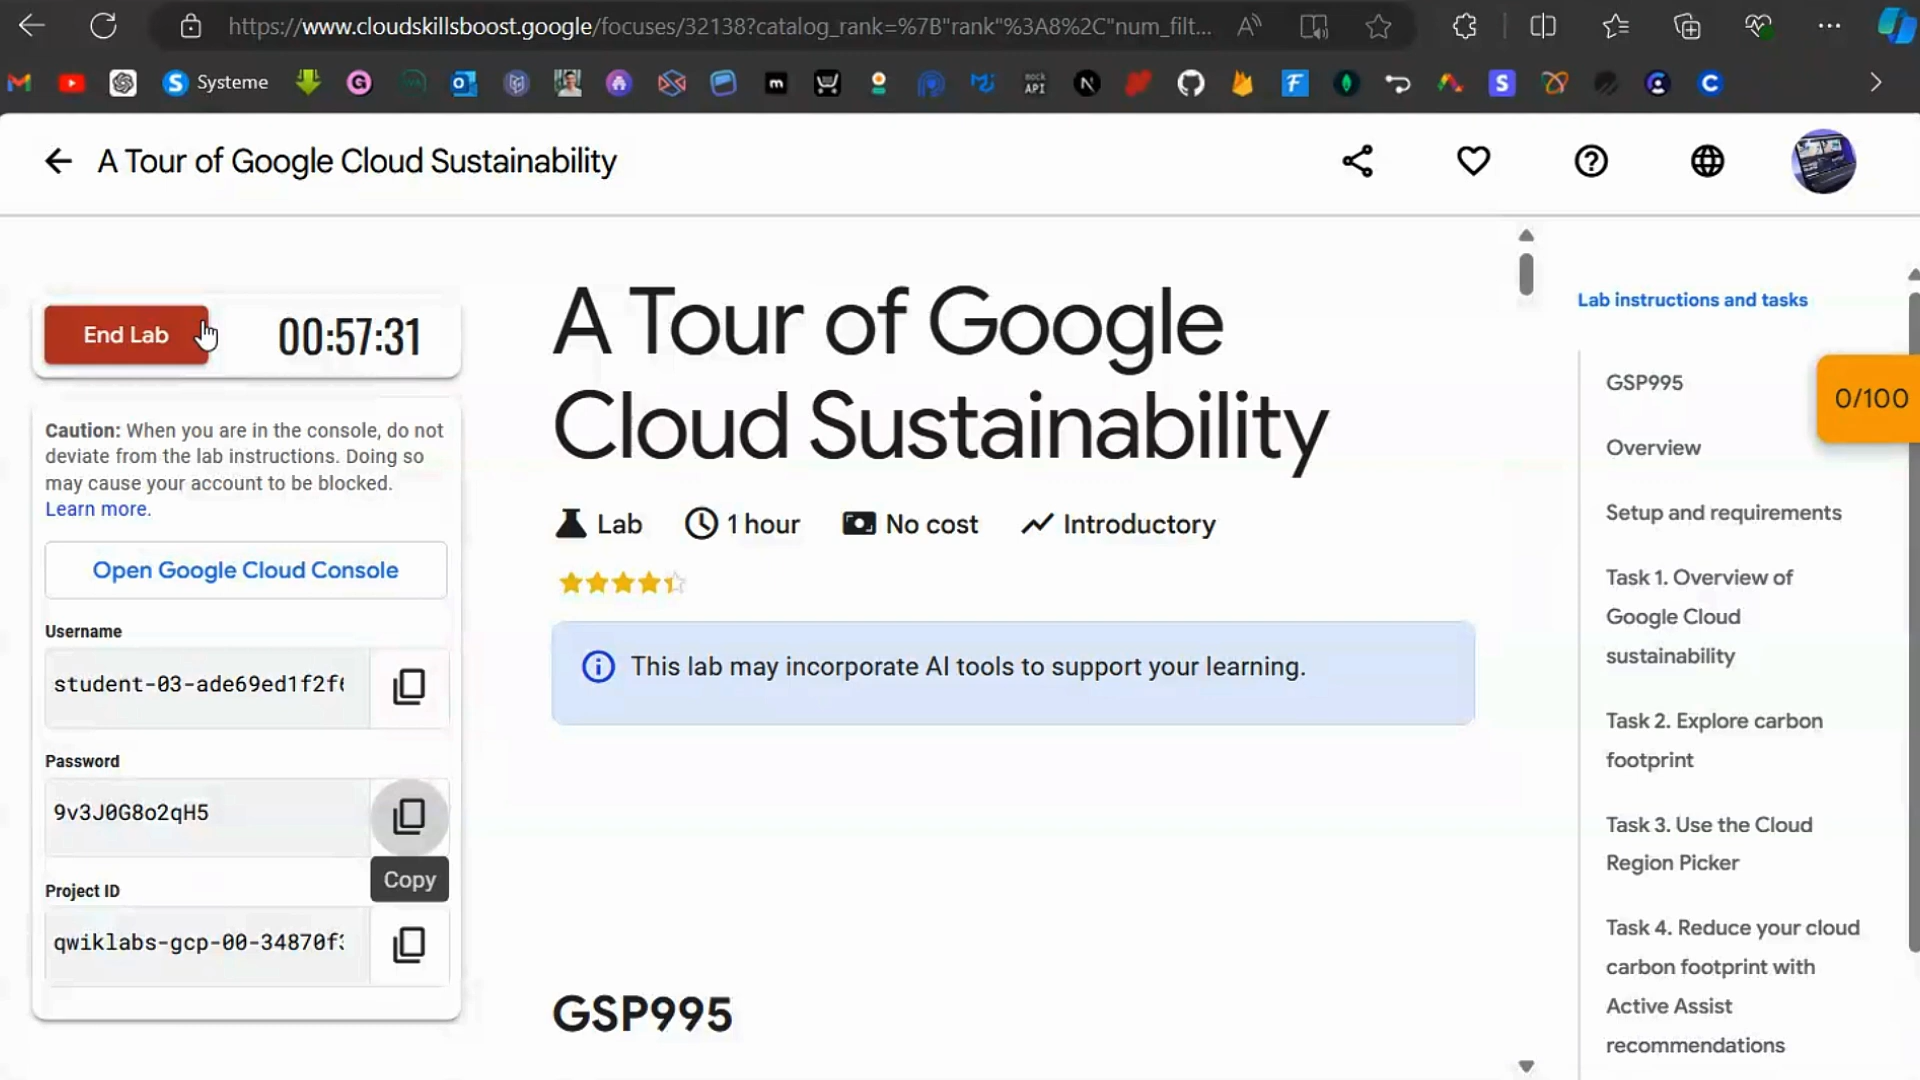 https://www.cloudskillsboost.google/focuses/32138?catalog_rank=%7B"rank"%3A8%2C"num_filt...
Systeme
mock
API
A Tour of Google Cloud Sustainability
End Lab
00:57:31
Caution: When you are in the console, do not
deviate from the lab instructions. Doing so
may cause your account to be blocked.
Learn more.
Open Google Cloud Console
Username
student-03-ade69ed1f2f
Password
9v3J0G8o2qH5
Copy
Project ID
qwiklabs-gcp-00-34870f
A Tour of Google
Cloud Sustainability
Lab
1 hour
No cost
Introductory
This lab may incorporate AI tools to support your learning.
GSP995
Lab instructions and tasks
GSP995
0/100
Overview
Setup and requirements
Task 1. Overview of
Google Cloud
sustainability
Task 2. Explore carbon
footprint
Task 3. Use the Cloud
Region Picker
Task 4. Reduce your cloud
carbon footprint with
Active Assist
recommendations